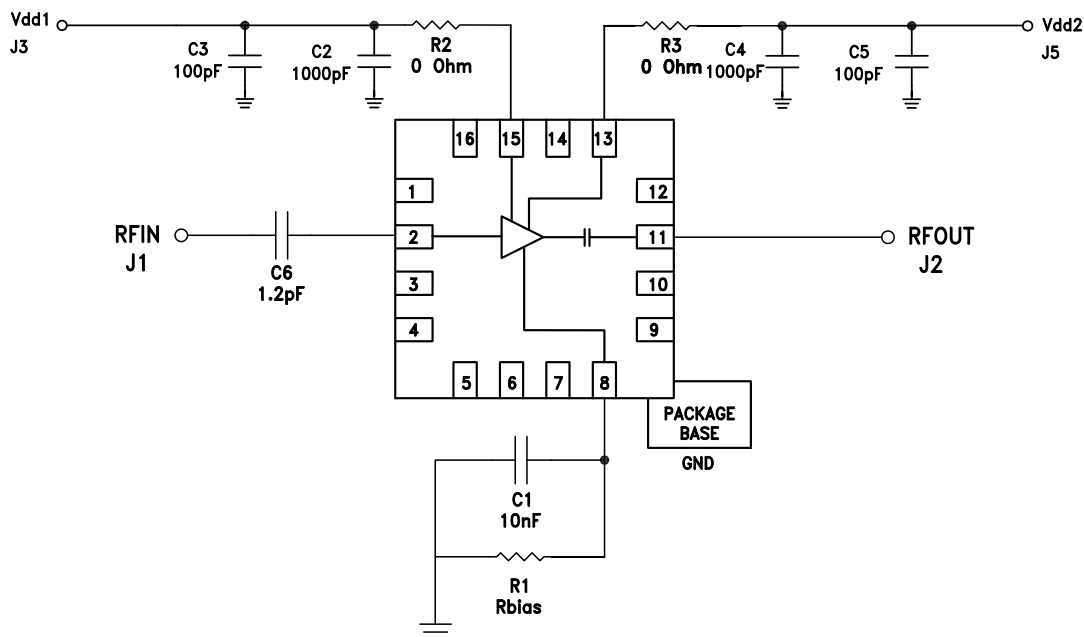 Vdd1
J3
C3
100pF
C2
1000pF
R2
0 Ohm
R3
0 Ohm
C4
1000pF
C5
100pF
Vdd2
J5
16
15
14
13
1
2
3
4
12
11
10
9
5
6
7
8
RFIN
J1
C6
1.2pF
RFOUT
J2
PACKAGE
BASE
GND
C1
10nF
R1
Rbias